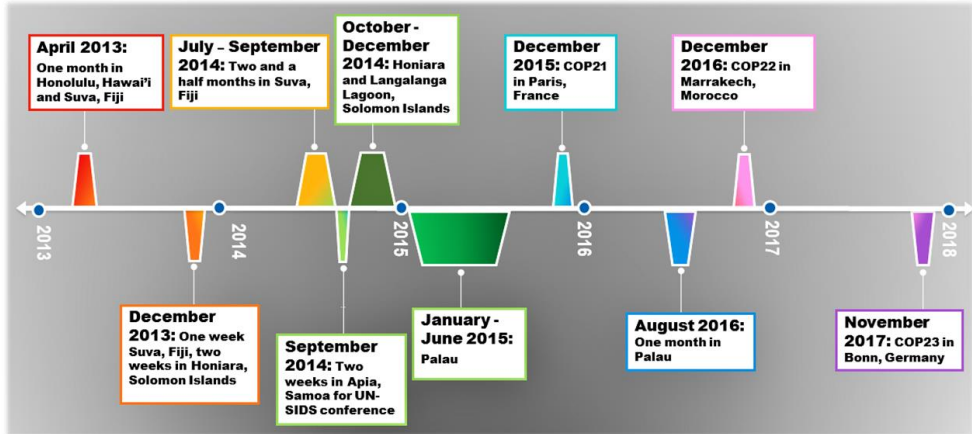 April 2013:
One month in
Honolulu, Hawai'i
and Suva, Fiji
July – September
2014: Two and a
half months in Suva,
Fiji
October -
December
2014: Honiara
and Langalanga
Lagoon,
Solomon Islands
December
2015: COP21
in Paris,
France
December
2016: COP22 in
Marrakech,
Morocco
2013
2014
2015
2016
2017
2018
December
2013: One week
Suva, Fiji, two
weeks in Honiara,
Solomon Islands
September
2014: Two
weeks in Apia,
Samoa for UN-
SIDS conference
January -
June 2015:
Palau
August 2016:
One month in
Palau
November
2017: COP23 in
Bonn, Germany